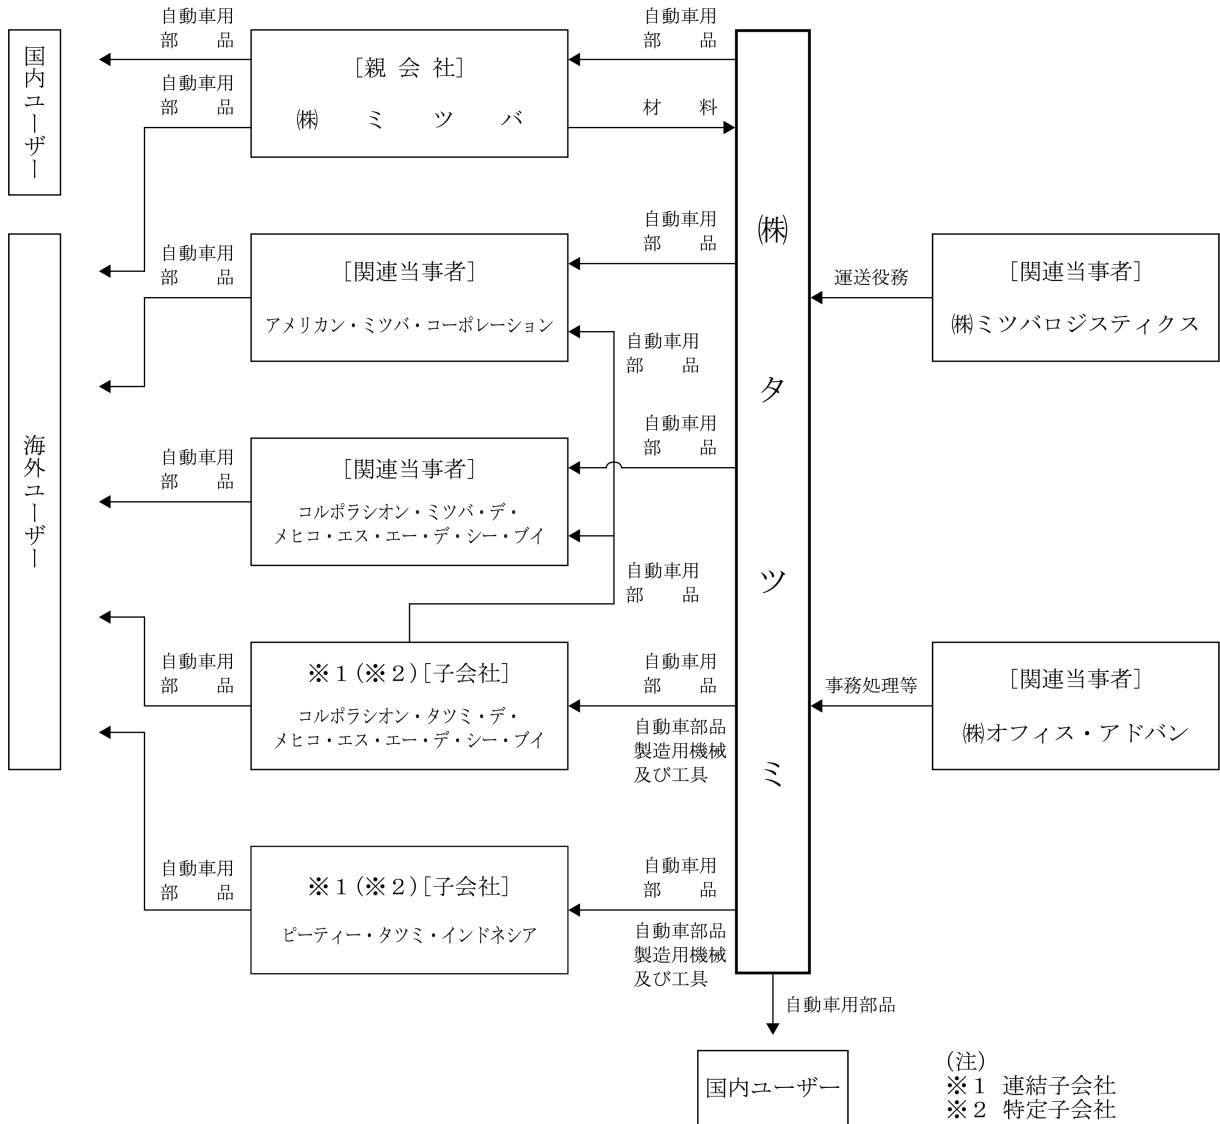 国内ユーザー
自動車用
部　　品
自動車用
部　　品
[親 会 社]
㈱　ミ　ツ　バ
自動車用
部　　品
材　　料
海外ユーザー
自動車用
部　　品
[関連当事者]
アメリカン・ミツバ・コーポレーション
自動車用
部　　品
自動車用
部　　品
自動車用
部　　品
[関連当事者]
コルポラシオン・ミツバ・デ・
メヒコ・エス・エー・デ・シー・ブイ
自動車用
部　　品
自動車用
部　　品
自動車用
部　　品
※１(※２)[子会社]
コルポラシオン・タツミ・デ・
メヒコ・エス・エー・デ・シー・ブイ
自動車用
部　　品
自動車部品
製造用機械
及び工具
自動車用
部　　品
※１(※２)[子会社]
ピーティー・タツミ・インドネシア
自動車用
部　　品
自動車部品
製造用機械
及び工具
㈱タツミ
運送役務
[関連当事者]
㈱ミツバロジスティクス
事務処理等
[関連当事者]
㈱オフィス・アドバン
自動車用部品
国内ユーザー
(注)
※１ 連結子会社
※２ 特定子会社